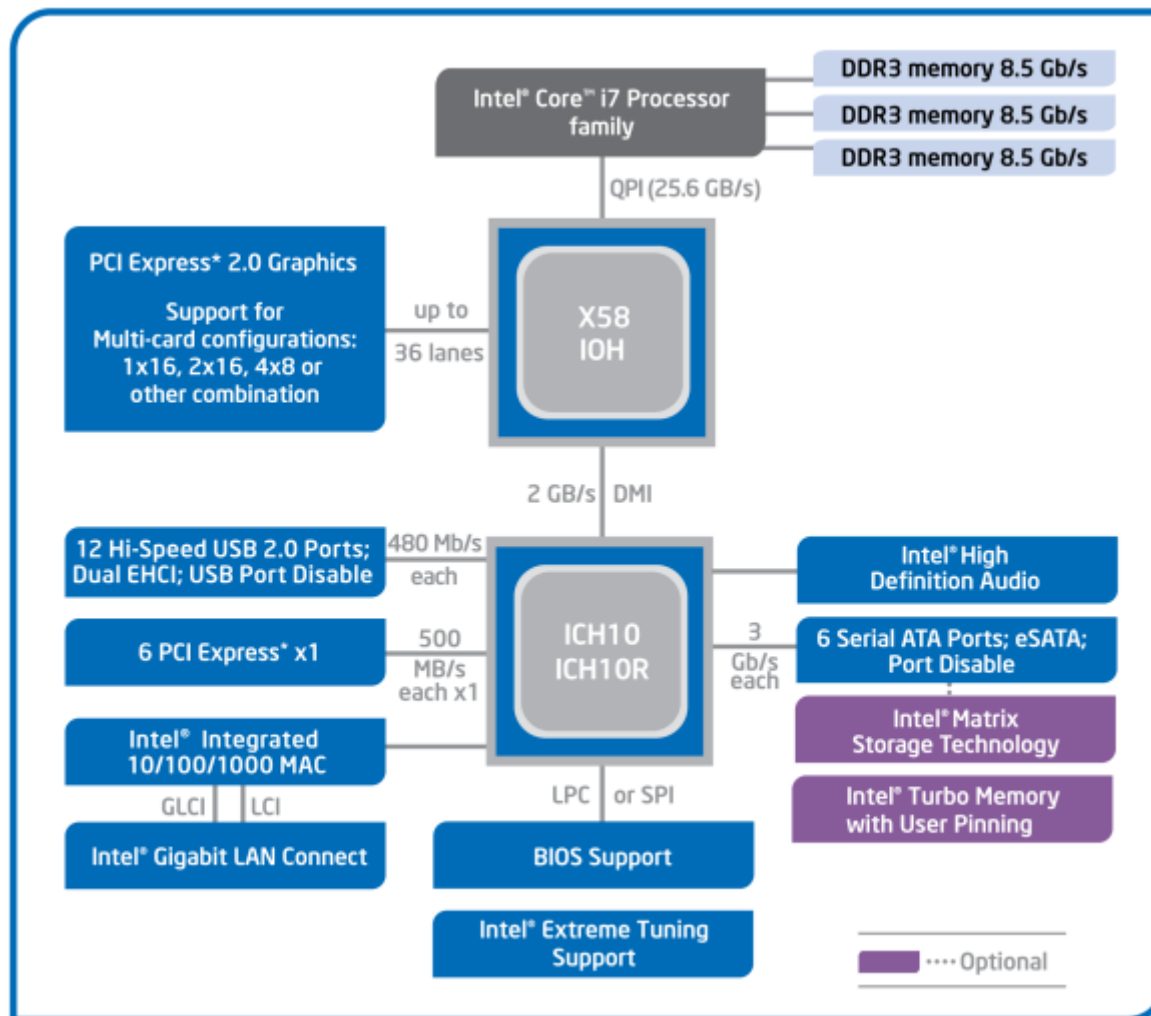 Intel® Core™ i7 Processor
family
DDR3 memory 8.5 Gb/s
DDR3 memory 8.5 Gb/s
DDR3 memory 8.5 Gb/s
QPI (25.6 GB/s)
PCI Express* 2.0 Graphics
Support for
Multi-card configurations:
1x16, 2x16, 4x8 or
other combination
up to
36 lanes
X58
IOH
2 GB/s DMI
12 Hi-Speed USB 2.0 Ports;
Dual EHCI; USB Port Disable
480 Mb/s
each
6 PCI Express* x1
500
MB/s
each x1
Intel® Integrated
10/100/1000 MAC
GLCI LCI
Intel® Gigabit LAN Connect
ICH10
ICH10R
Intel® High
Definition Audio
3
Gb/s
each
6 Serial ATA Ports; eSATA;
Port Disable
Intel® Matrix
Storage Technology
Intel® Turbo Memory
with User Pinning
LPC or SPI
BIOS Support
Intel® Extreme Tuning
Support
Optional